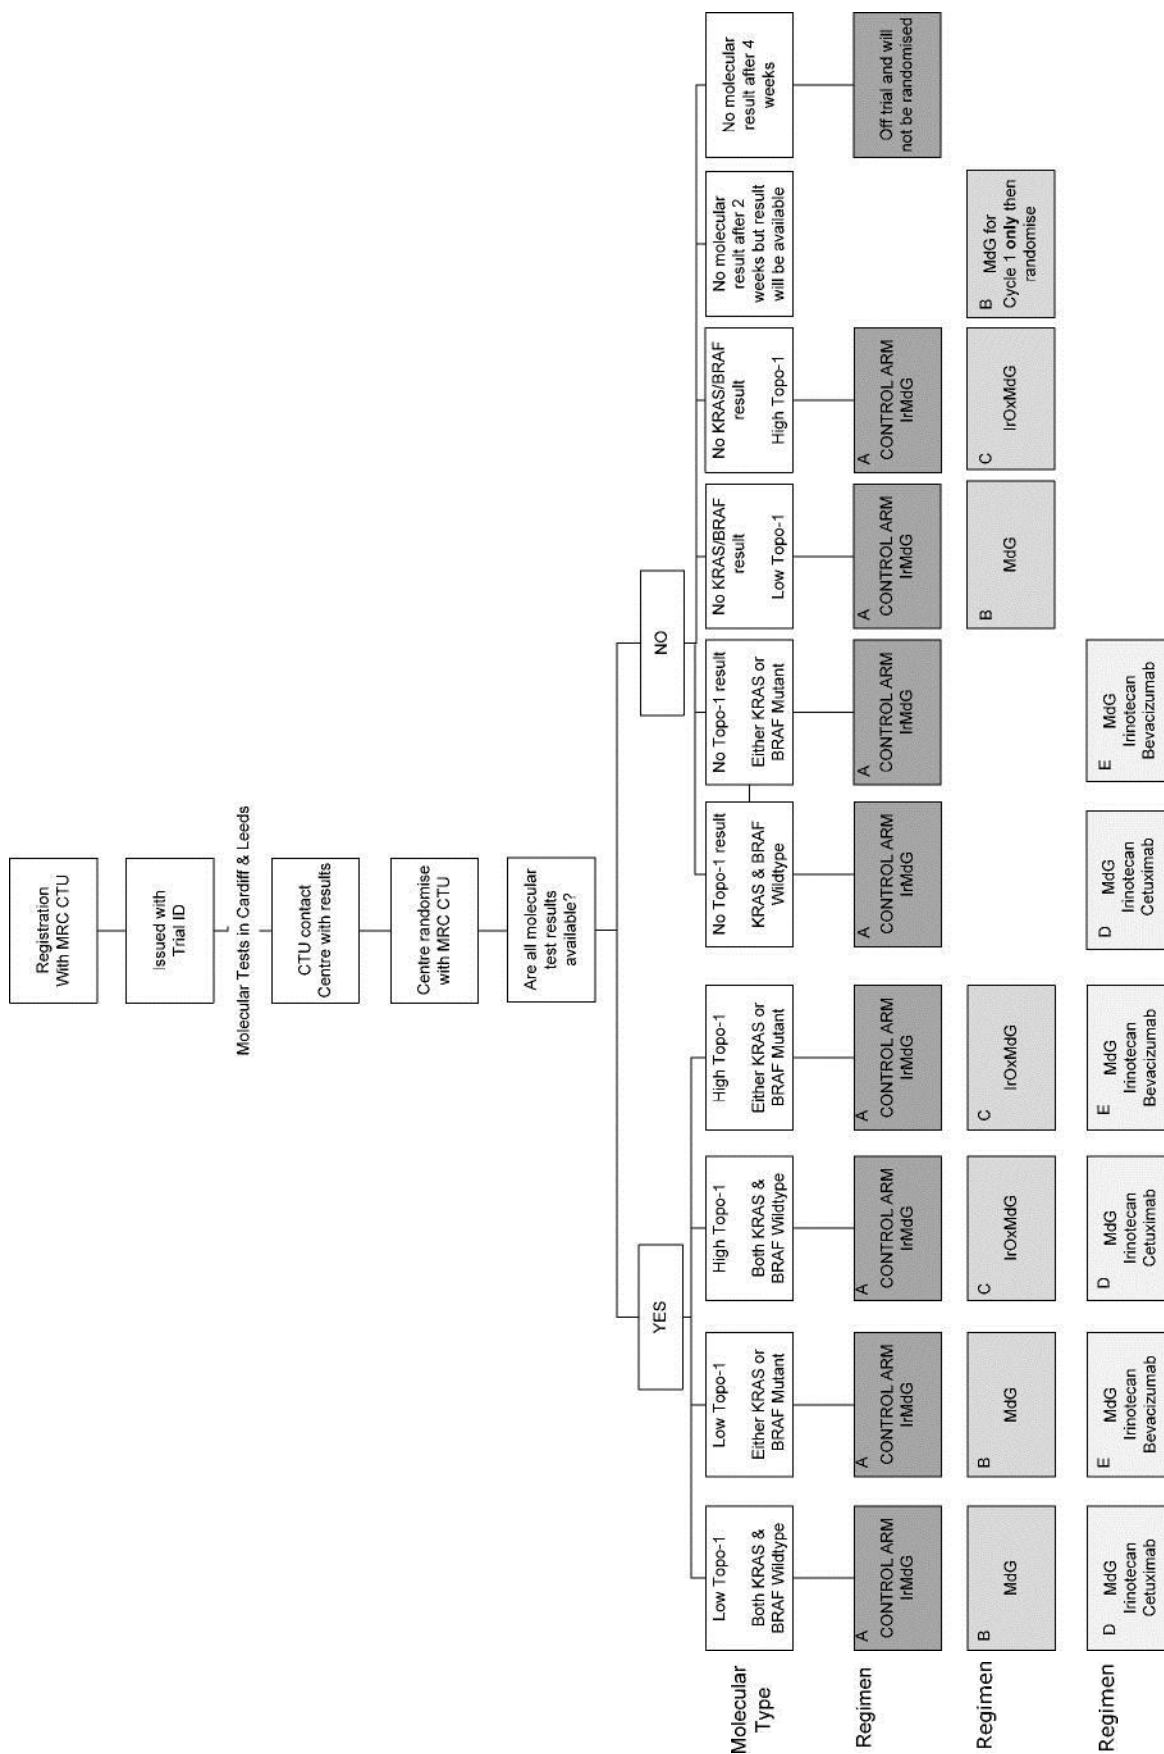 Registration
With MRC CTU
Issued with
Trial ID
Molecular Tests in Cardiff & Leeds
CTU contact
Centre with results
Centre randomise
with MRC CTU
Are all molecular
test results
available?
YES
NO
Molecular
Type
Low Topo-1
Both KRAS &
BRAF Wildtype
Low Topo-1
Either KRAS or
BRAF Mutant
High Topo-1
Both KRAS &
BRAF Wildtype
High Topo-1
Either KRAS or
BRAF Mutant
No Topo-1 result
KRAS & BRAF
Wildtype
No Topo-1 result
Either KRAS or
BRAF Mutant
No KRAS/BRAF
result
Low Topo-1
No KRAS/BRAF
result
High Topo-1
No molecular
result after 2
weeks but result
will be available
No molecular
result after 4
weeks
Regimen
A
CONTROL ARM
IrMdG
A
CONTROL ARM
IrMdG
A
CONTROL ARM
IrMdG
A
CONTROL ARM
IrMdG
A
CONTROL ARM
IrMdG
A
CONTROL ARM
IrMdG
A
CONTROL ARM
IrMdG
A
CONTROL ARM
IrMdG
Off trial and will
not be randomised
Regimen
B
MdG
B
MdG
C
IrOxMdG
C
IrOxMdG
B
MdG
C
IrOxMdG
B MdG for
Cycle 1 only then
randomise
Regimen
D MdG
Irinotecan
Cetuximab
E MdG
Irinotecan
Bevacizumab
D MdG
Irinotecan
Cetuximab
E MdG
Irinotecan
Bevacizumab
D MdG
Irinotecan
Cetuximab
E MdG
Irinotecan
Bevacizumab